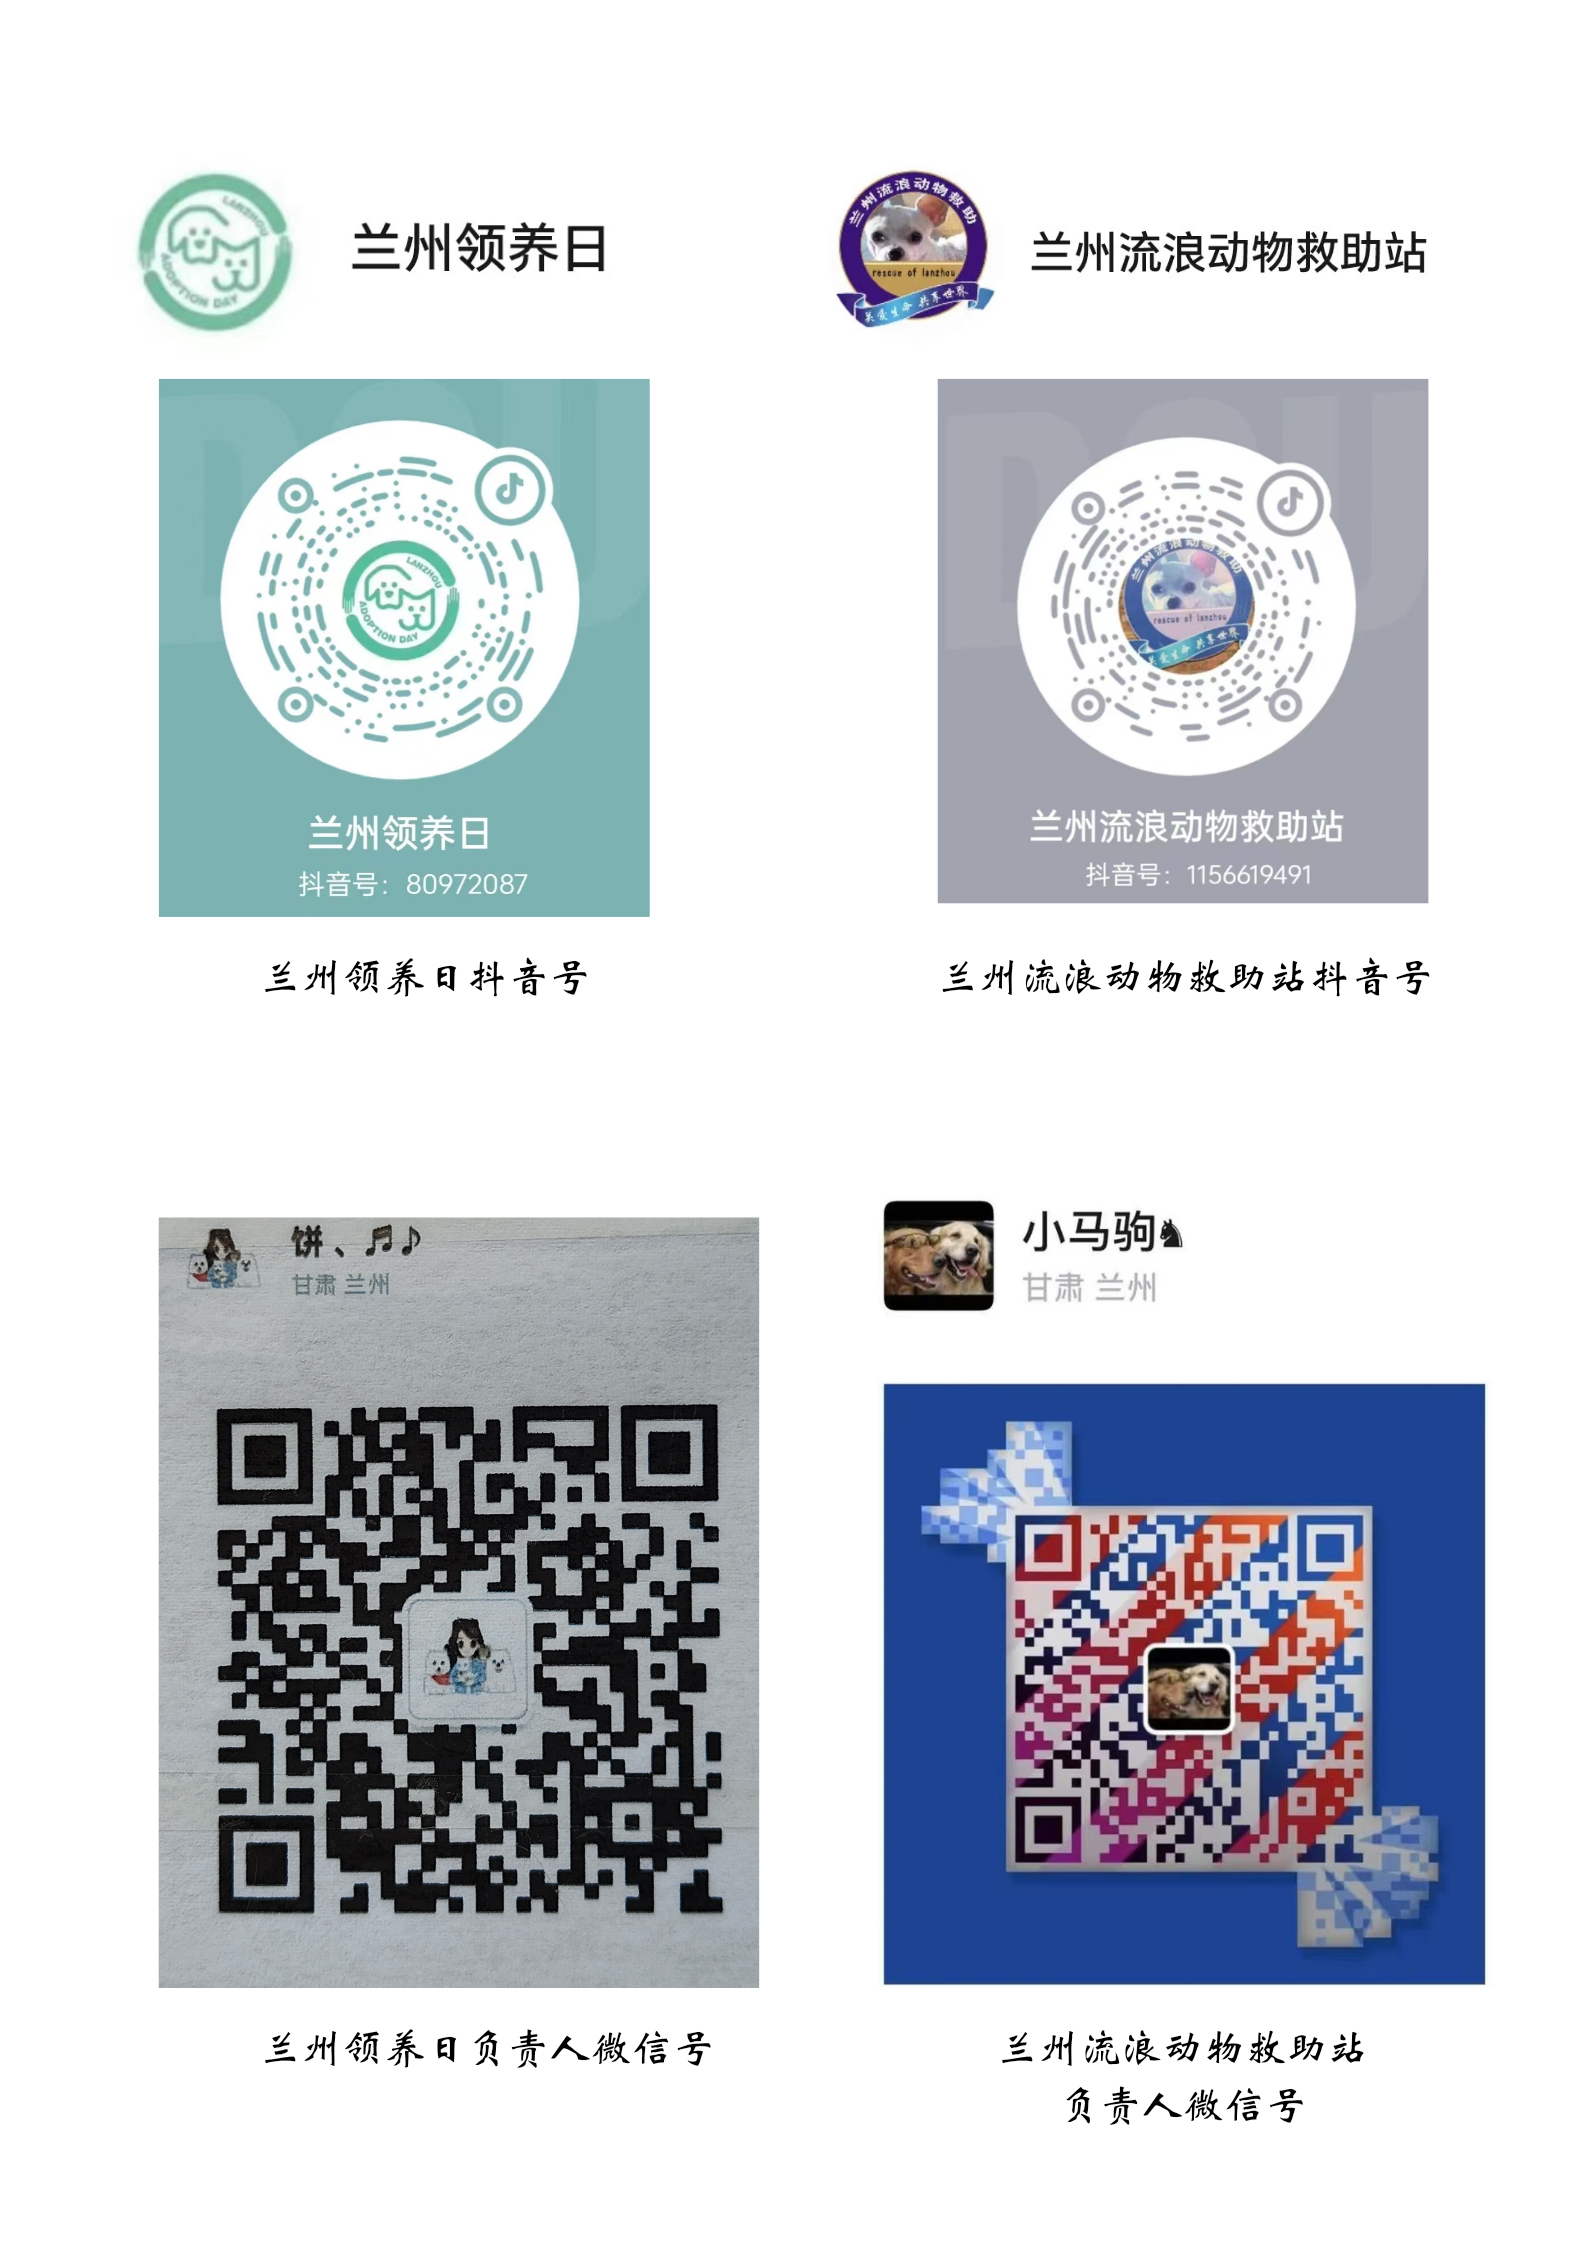 LANZHOU
ADOPTION DAY
兰州领养日
兰州流浪动物救助
rescue of lanzhou
关爱生命 共享世界
兰州流浪动物救助站
LANZHOU
ADOPTION DAY
兰州领养日
抖音号：80972087
兰州流浪动物救助
rescue of lanzhou
关爱生命 共享世界
兰州流浪动物救助站
抖音号：1156619491
兰州领养日抖音号
兰州流浪动物救助站抖音号
饼、🎵♪
甘肃 兰州
小马驹♞
甘肃 兰州
兰州领养日负责人微信号
兰州流浪动物救助站
负责人微信号